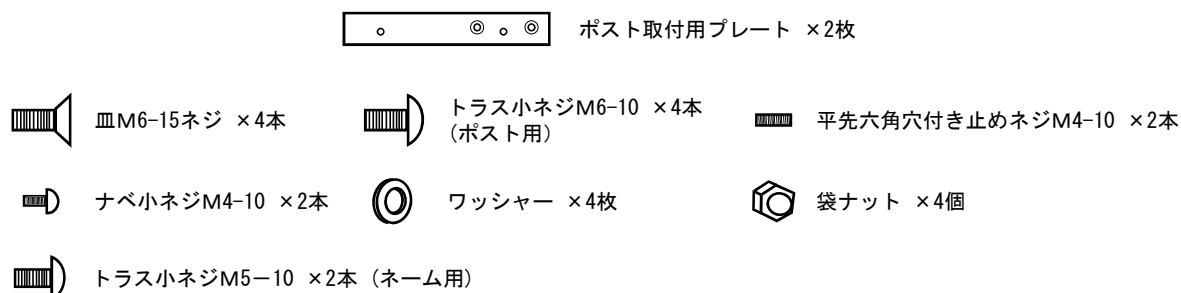 ポスト取付用プレート ×2枚
皿M6-15ネジ ×4本
トラス小ネジM6-10 ×4本
(ポスト用)
平先六角穴付き止めネジM4-10 ×2本
ナベ小ネジM4-10 ×2本
ワッシャー ×4枚
袋ナット ×4個
トラス小ネジM5−10 ×2本 (ネーム用)